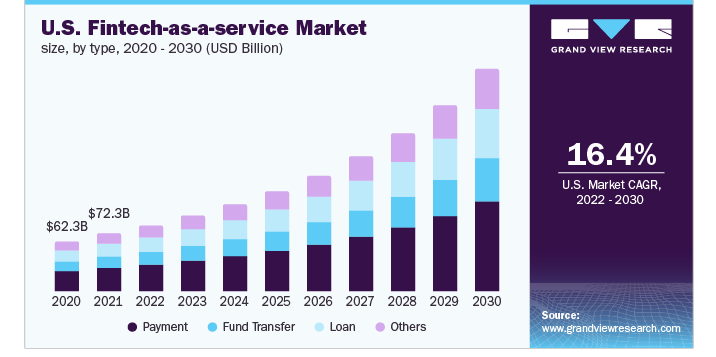 U.S. Fintech-as-a-service Market
size, by type, 2020 - 2030 (USD Billion)
$62.3B
$72.3B
2020 2021 2022 2023 2024 2025 2026 2027 2028 2029 2030
Payment Fund Transfer Loan Others
GRAND VIEW RESEARCH
16.4%
U.S. Market CAGR,
2022 - 2030
Source:
www.grandviewresearch.com